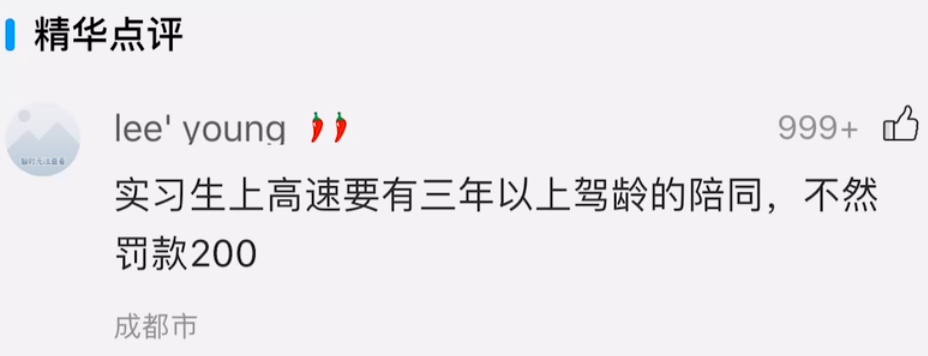 精华点评
lee' young 🌶🌶
999+
实习生上高速要有三年以上驾龄的陪同，不然
罚款200
成都市